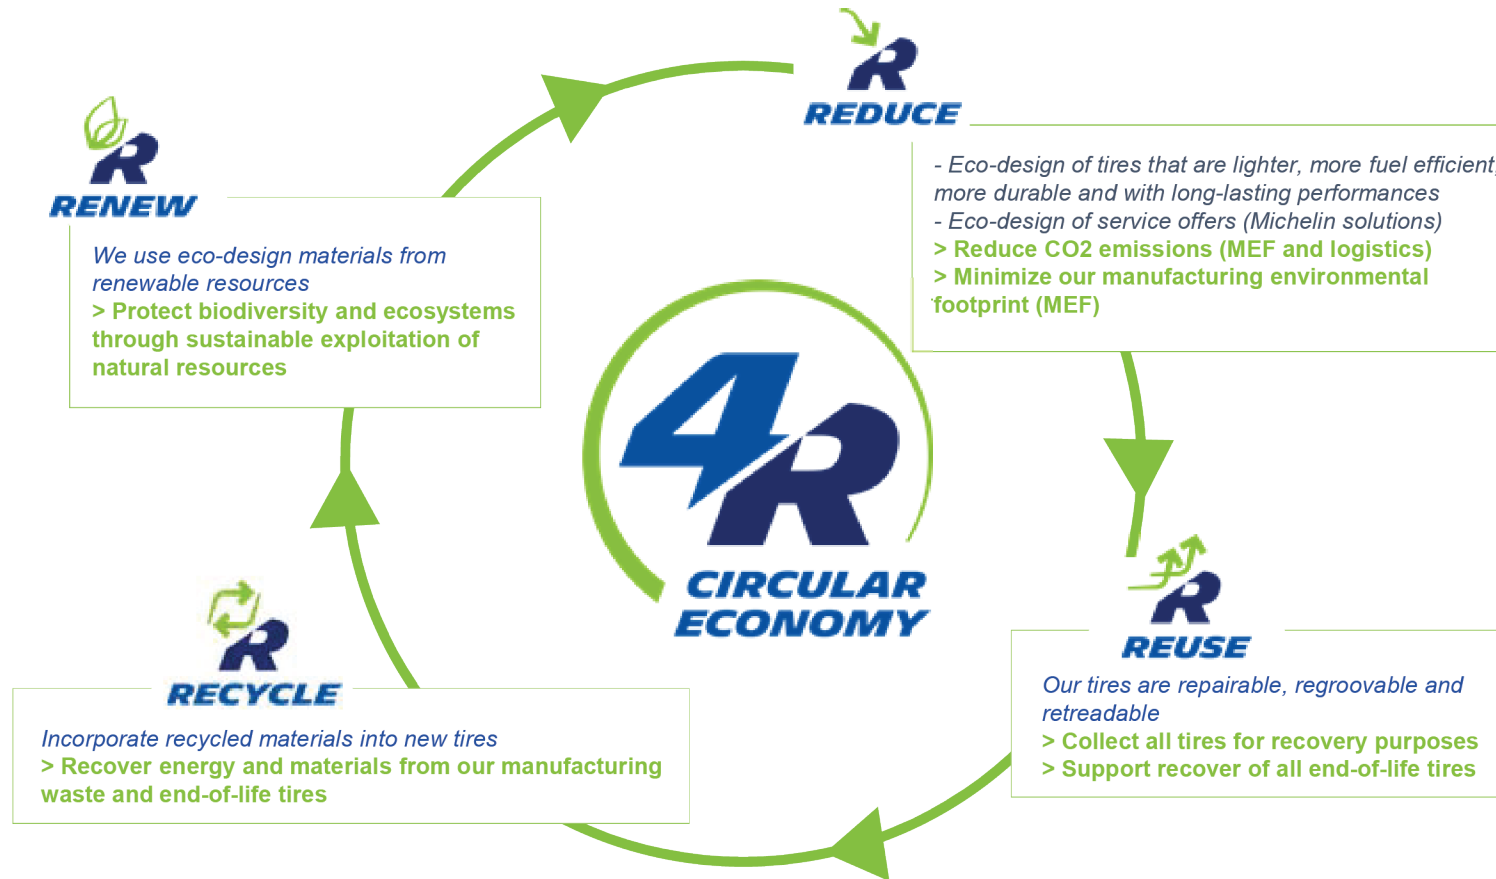 R
REDUCE
- Eco-design of tires that are lighter, more fuel efficient,
more durable and with long-lasting performances
- Eco-design of service offers (Michelin solutions)
> Reduce CO2 emissions (MEF and logistics)
> Minimize our manufacturing environmental
footprint (MEF)
R
REUSE
Our tires are repairable, regroovable and
retreadable
> Collect all tires for recovery purposes
> Support recover of all end-of-life tires
R
RECYCLE
Incorporate recycled materials into new tires
> Recover energy and materials from our manufacturing
waste and end-of-life tires
R
RENEW
We use eco-design materials from
renewable resources
> Protect biodiversity and ecosystems
through sustainable exploitation of
natural resources
4R
CIRCULAR
ECONOMY